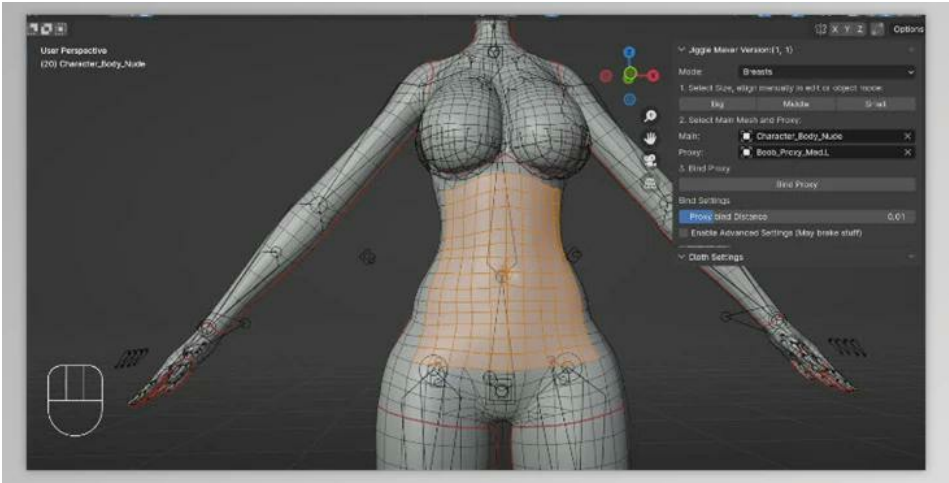 X Y Z Options
User Perspective
(20) Character_Body_Nude
Jiggle Maker Version:(1, 1)
Mode: Breasts
1. Select Size, align manually in edit or object mode:
Big Middle Small
2. Select Main Mesh and Proxy:
Main: Character_Body_Nude
Proxy: Boob_Proxy_Med.L
3. Bind Proxy
Bind Proxy
Bind Settings
Proxy bind Distance 0.01
Enable Advanced Settings (May brake stuff)
Cloth Settings